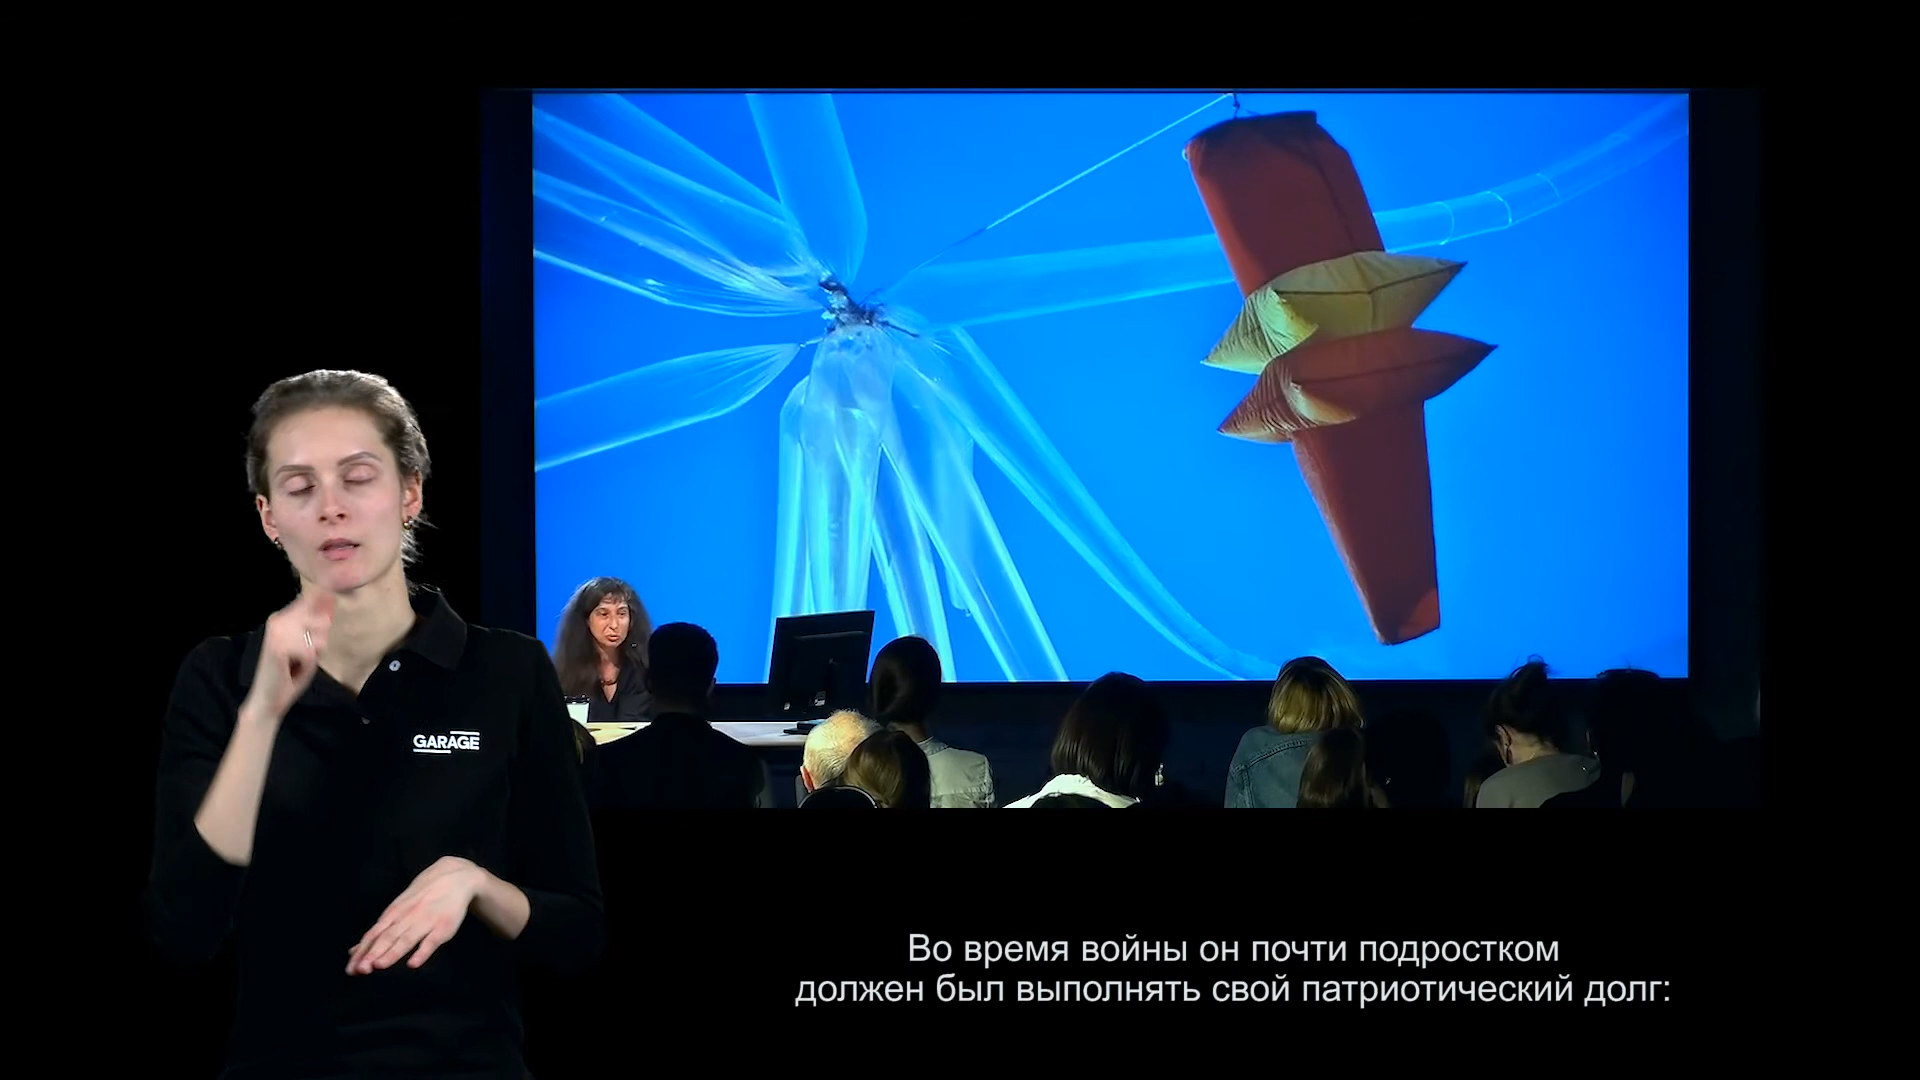 GARAGE
Во время войны он почти подростком
должен был выполнять свой патриотический долг: